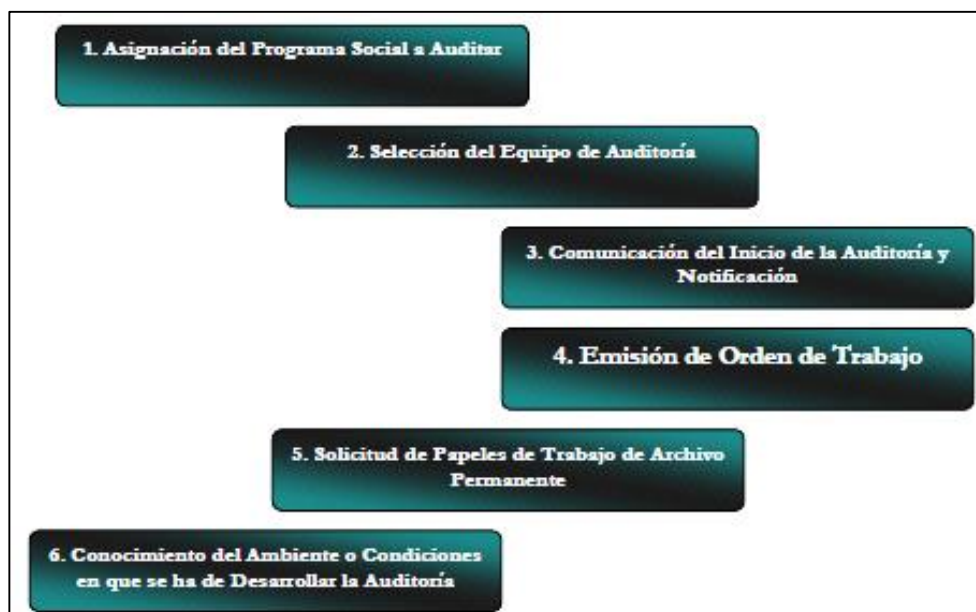 1. Asignación del Programa Social a Auditar
2. Selección del Equipo de Auditoría
3. Comunicación del Inicio de la Auditoría y
Notificación
4. Emisión de Orden de Trabajo
5. Solicitud de Papeles de Trabajo de Archivo
Permanente
6. Conocimiento del Ambiente o Condiciones
en que se ha de Desarrollar la Auditoría